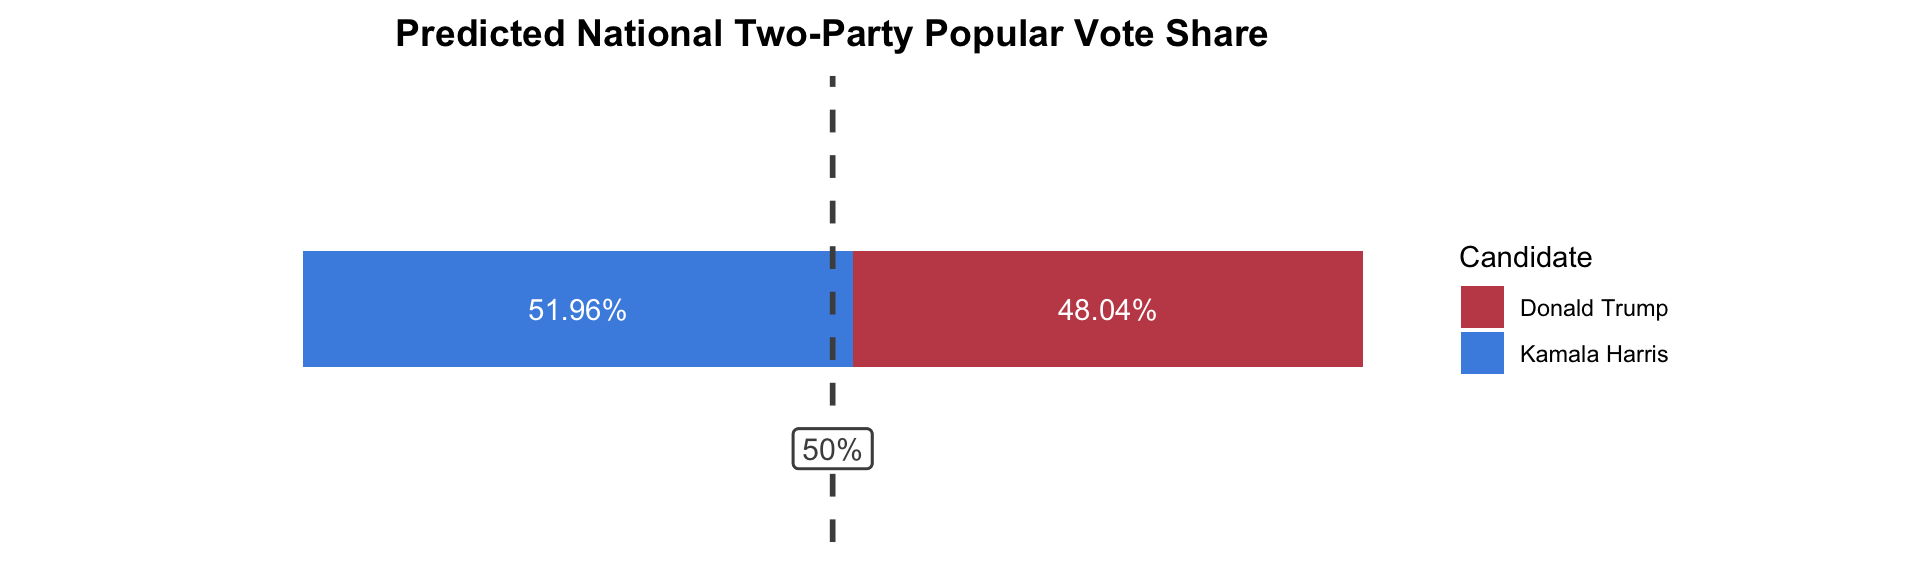 Predicted National Two-Party Popular Vote Share
51.96%
48.04%
50%
Candidate
Donald Trump
Kamala Harris